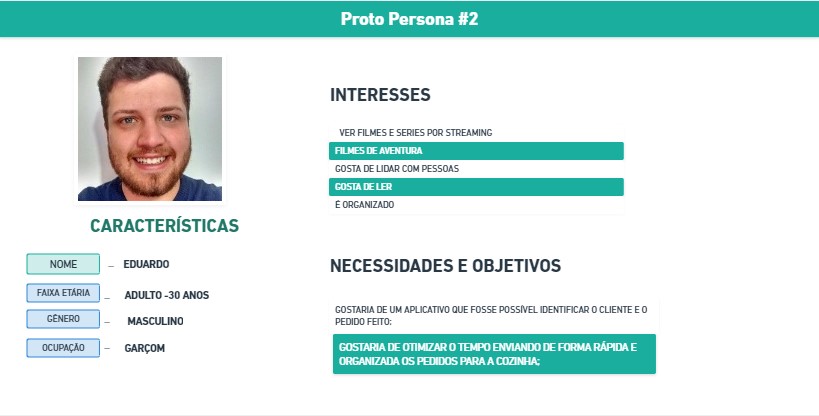 Proto Persona #2
CARACTERÍSTICAS
NOME _ EDUARDO
FAIXA ETÁRIA _ ADULTO -30 ANOS
GÊNERO _ MASCULINO
OCUPAÇÃO _ GARÇOM
INTERESSES
VER FILMES E SERIES POR STREAMING
FILMES DE AVENTURA
GOSTA DE LIDAR COM PESSOAS
GOSTA DE LER
É ORGANIZADO
NECESSIDADES E OBJETIVOS
GOSTARIA DE UM APLICATIVO QUE FOSSE POSSÍVEL IDENTIFICAR O CLIENTE E O
PEDIDO FEITO:
GOSTARIA DE OTIMIZAR O TEMPO ENVIANDO DE FORMA RÁPIDA E
ORGANIZADA OS PEDIDOS PARA A COZINHA;